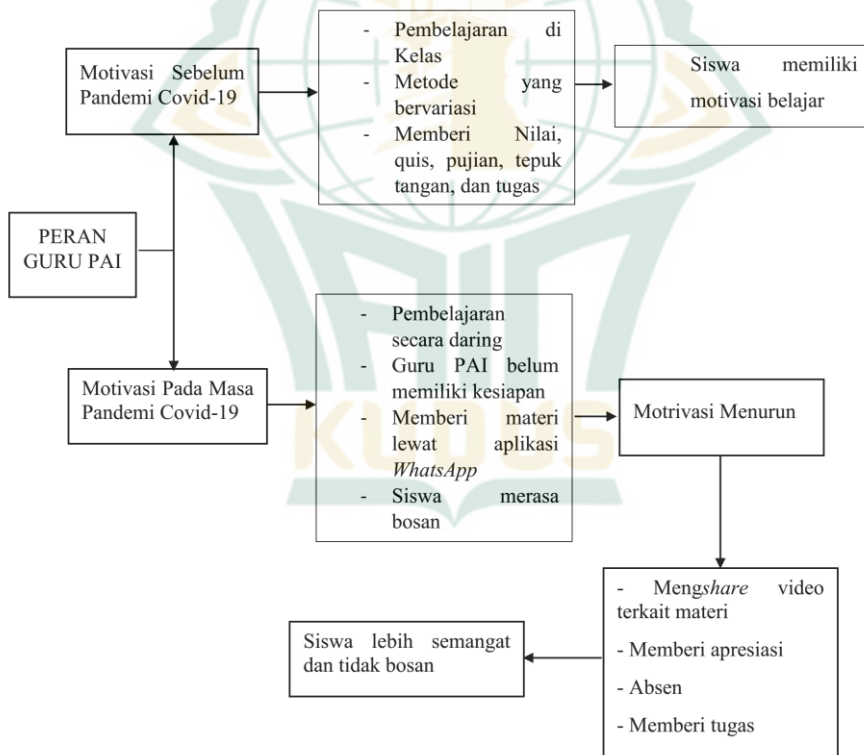 Motivasi Sebelum
Pandemi Covid-19
- Pembelajaran di
Kelas
- Metode yang
bervariasi
- Memberi Nilai,
quis, pujian, tepuk
tangan, dan tugas
Siswa memiliki
motivasi belajar
PERAN
GURU PAI
Motivasi Pada Masa
Pandemi Covid-19
- Pembelajaran
secara daring
- Guru PAI belum
memiliki kesiapan
- Memberi materi
lewat aplikasi
WhatsApp
- Siswa merasa
bosan
Motrivasi Menurun
- Mengshare video
terkait materi
- Memberi apresiasi
- Absen
- Memberi tugas
Siswa lebih semangat
dan tidak bosan
KUDUS